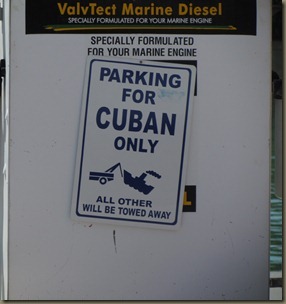 ValvTect Marine Diesel
SPECIALLY FORMULATED FOR YOUR MARINE ENGINE
SPECIALLY FORMULATED
FOR YOUR MARINE ENGINE
PARKING
FOR
CUBAN
ONLY
ALL OTHER
WILL BE TOWED AWAY
L